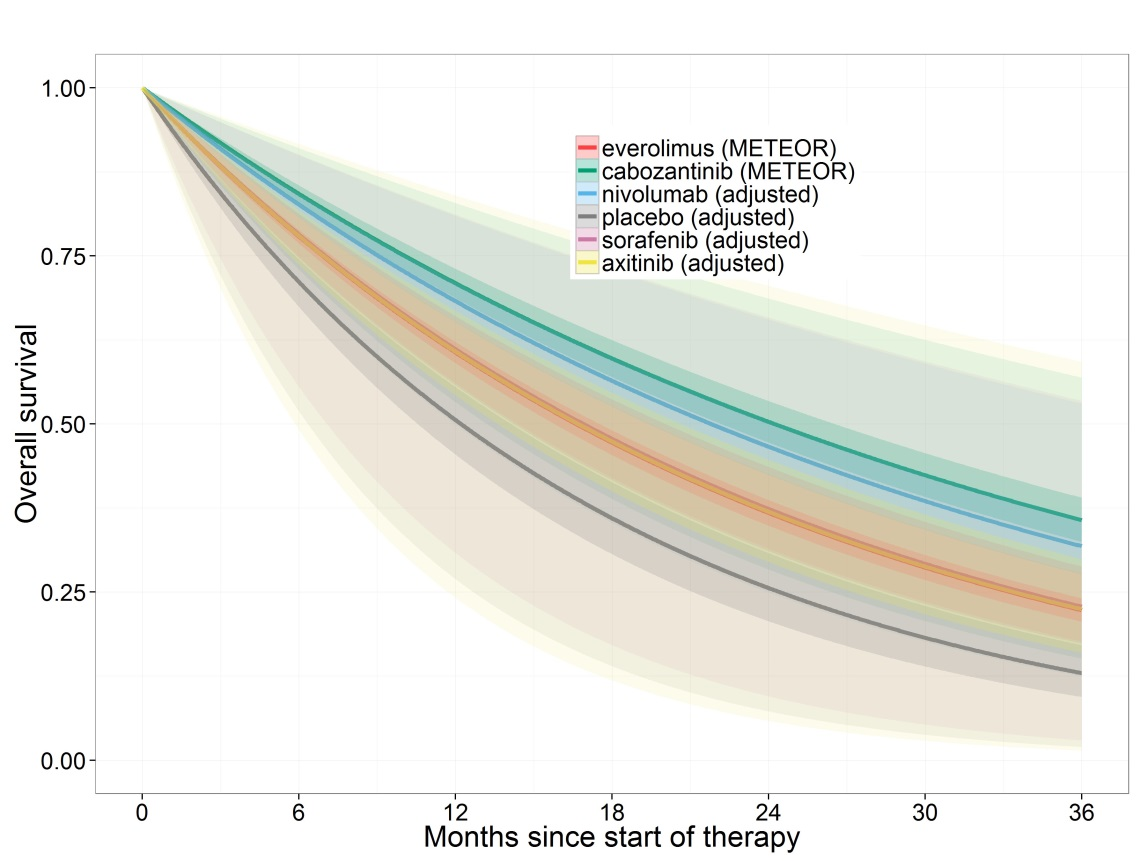 Overall survival
1.00
0.75
0.50
0.25
0.00
everolimus (METEOR)
cabozantinib (METEOR)
nivolumab (adjusted)
placebo (adjusted)
sorafenib (adjusted)
axitinib (adjusted)
0 6 12 18 24 30 36
Months since start of therapy